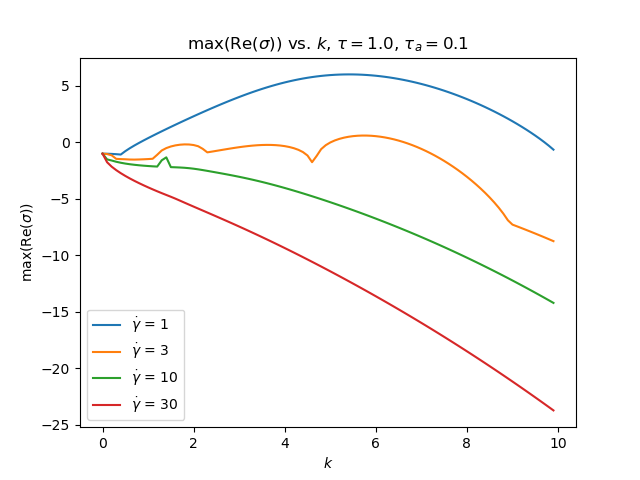 max(Re(σ)) vs. k, τ = 1.0, τₐ = 0.1
max(Re(σ))
5
0
−5
−10
−15
−20
−25
γ̇ = 1
γ̇ = 3
γ̇ = 10
γ̇ = 30
0 2 4 6 8 10
k